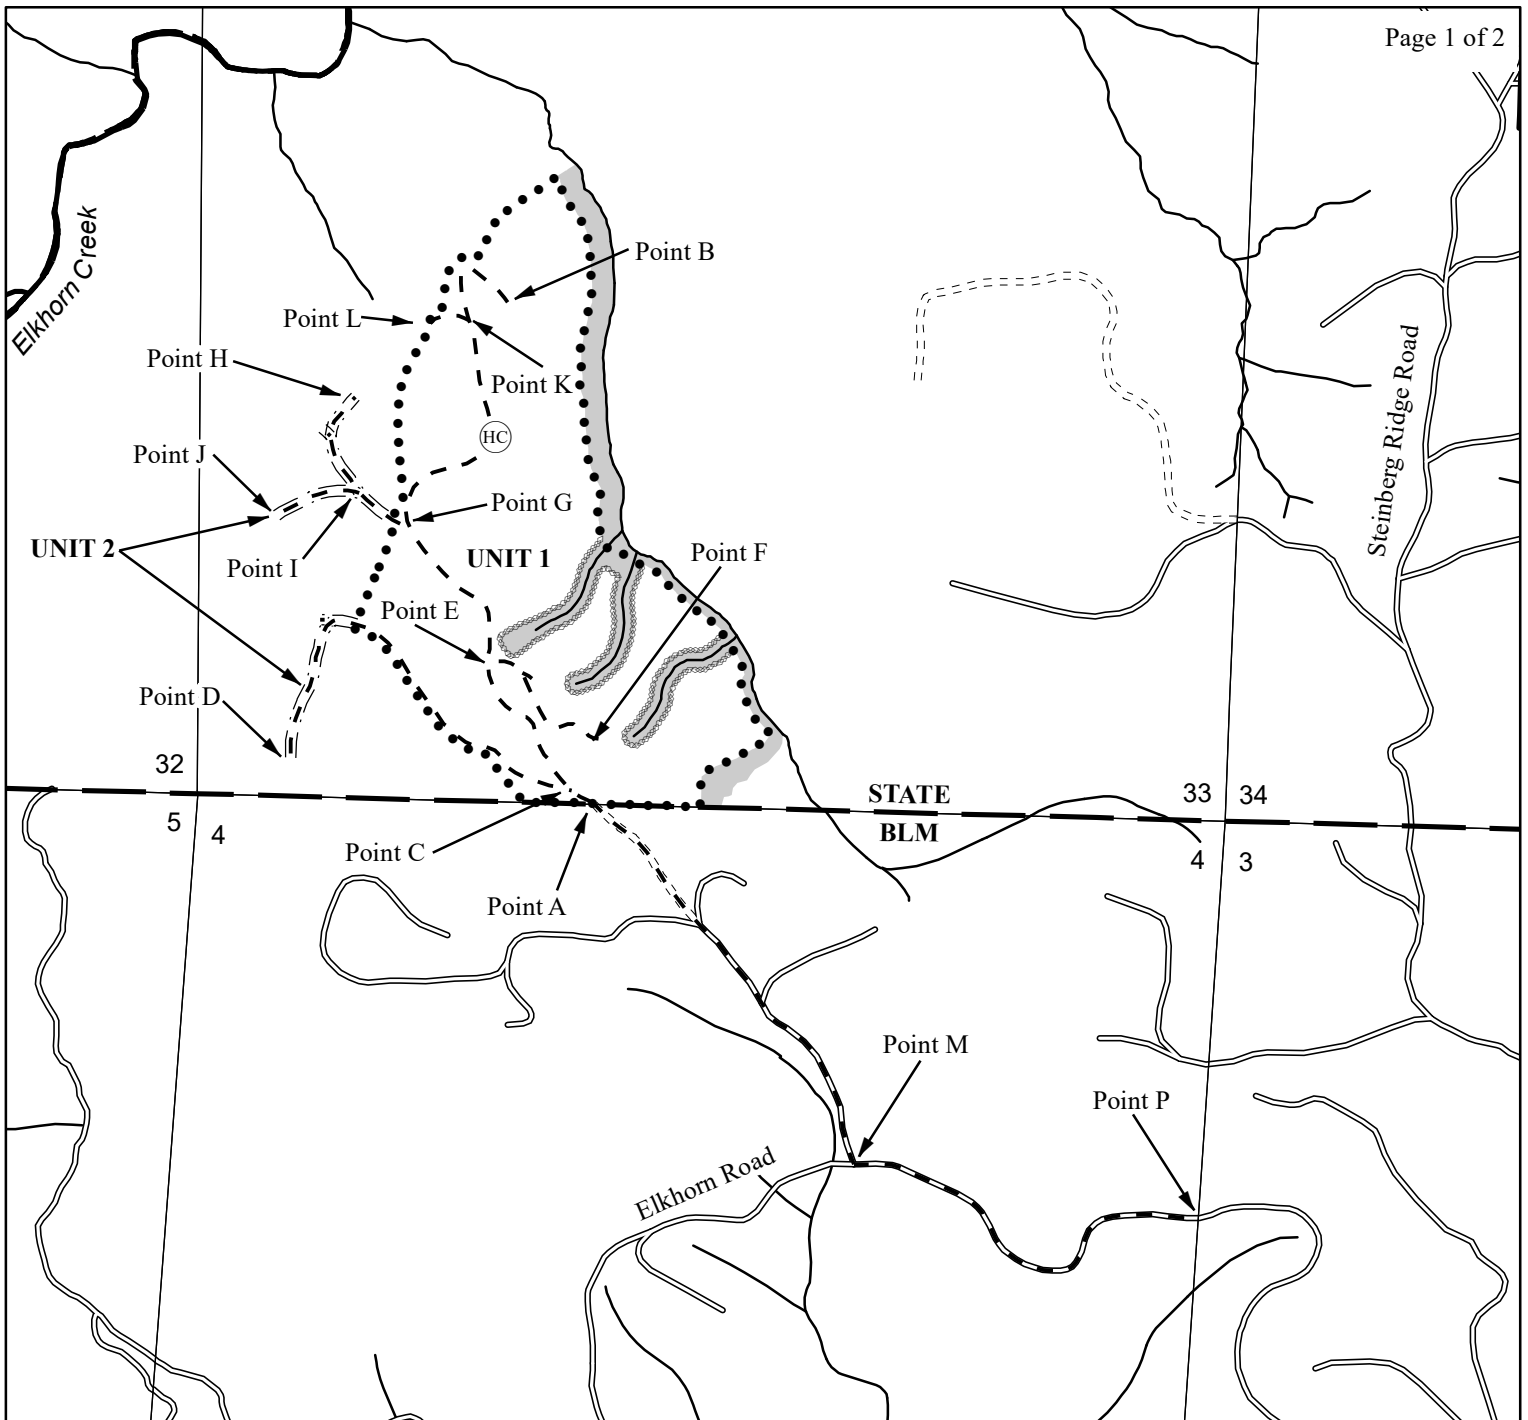 Page 1 of 2
Elkhorn Creek
Point B
Point L
Point H
Point K
Steinberg Ridge Road
HC
Point J
Point G
UNIT 2
UNIT 1
Point F
Point I
Point E
Point D
32
STATE
33 34
5 4
BLM
4 3
Point C
Point A
Point M
Point P
Elkhorn Road